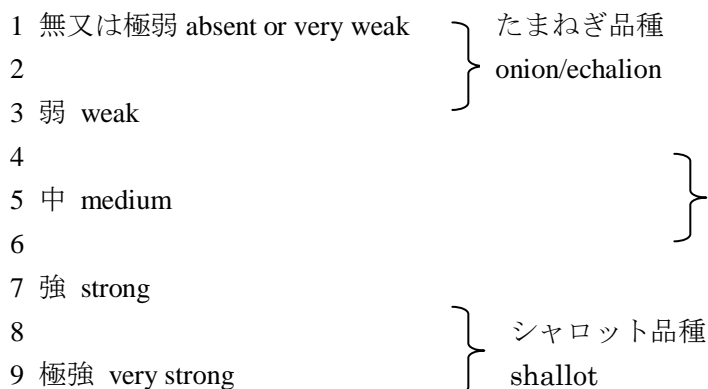 1 無又は極弱 absent or very weak たまねぎ品種
2 onion/echalion
3 弱 weak
4
5 中 medium
6
7 強 strong
8 シャロット品種
9 極強 very strong shallot